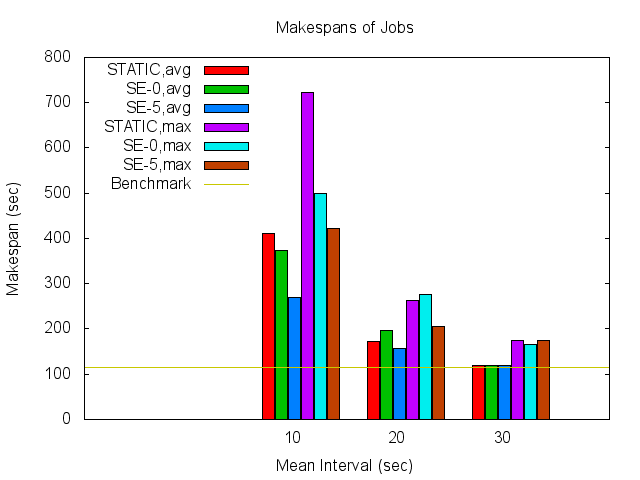 Makespans of Jobs
800
700
600
500
400
300
200
100
0
Makespan (sec)
STATIC,avg
SE-0,avg
SE-5,avg
STATIC,max
SE-0,max
SE-5,max
Benchmark
10 20 30
Mean Interval (sec)